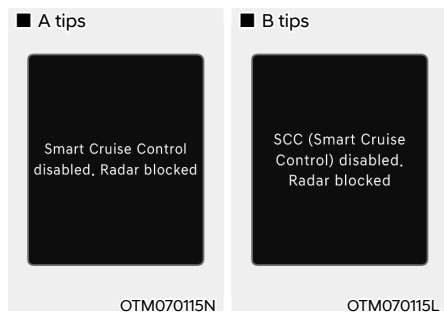 ■ A tips
Smart Cruise Control
disabled. Radar blocked
OTM070115N
■ B tips
SCC (Smart Cruise
Control) disabled.
Radar blocked
OTM070115L